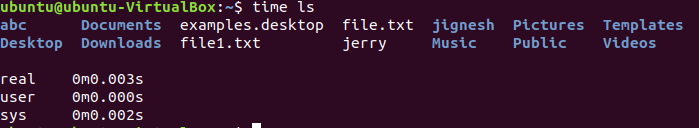 ubuntu@ubuntu-VirtualBox:~$ time ls
abc Documents examples.desktop file.txt jignesh Pictures Templates
Desktop Downloads file1.txt jerry Music Public Videos
real 0m0.003s
user 0m0.000s
sys 0m0.002s